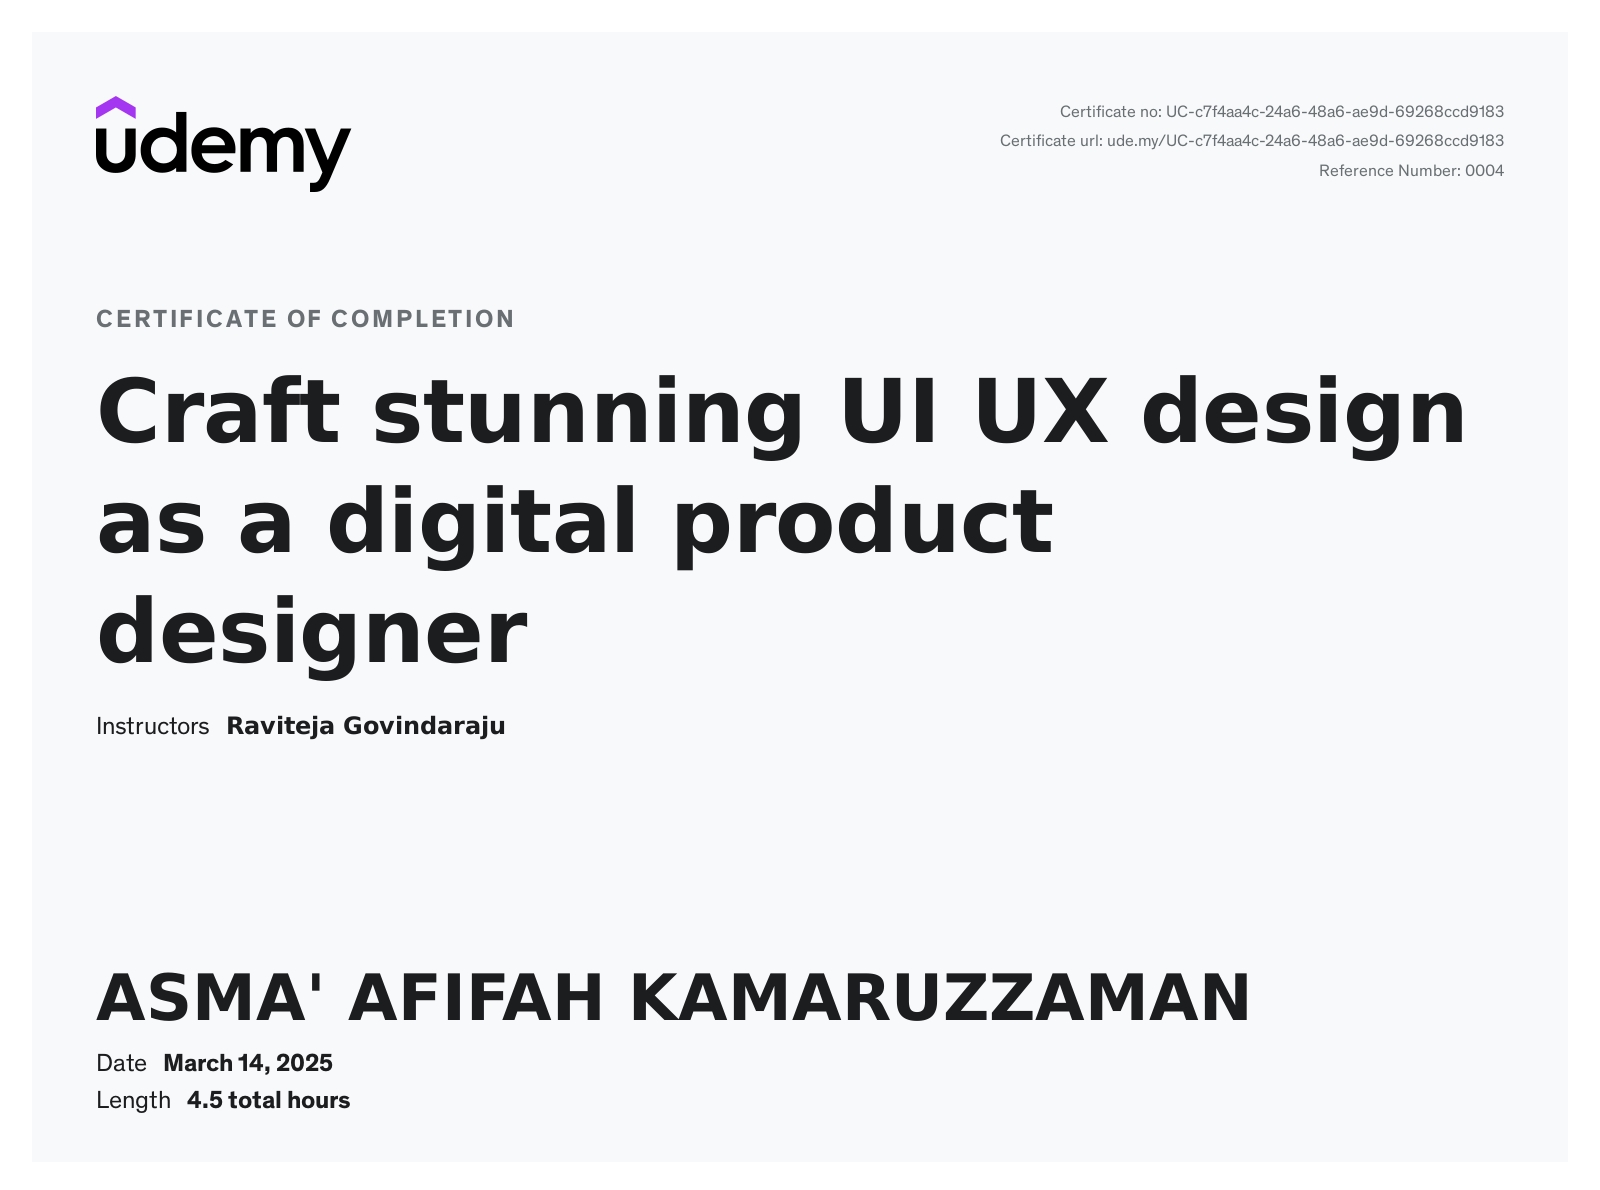 udemy
Certificate no: UC-c7f4aa4c-24a6-48a6-ae9d-69268ccd9183
Certificate url: ude.my/UC-c7f4aa4c-24a6-48a6-ae9d-69268ccd9183
Reference Number: 0004
CERTIFICATE OF COMPLETION
Craft stunning UI UX design
as a digital product
designer
Instructors Raviteja Govindaraju
ASMA' AFIFAH KAMARUZZAMAN
Date March 14, 2025
Length 4.5 total hours